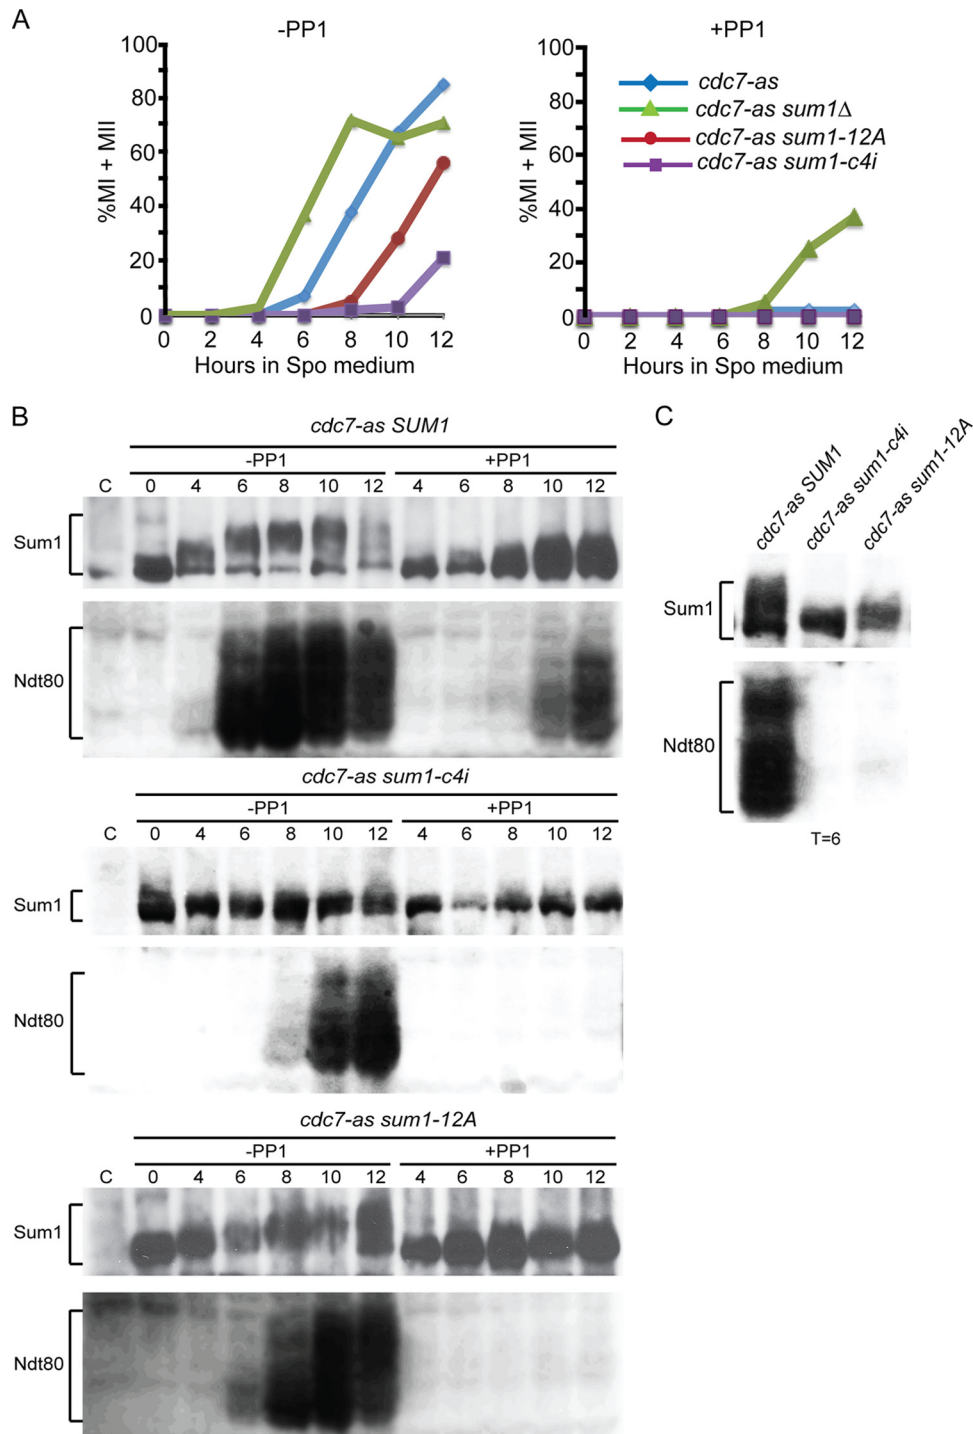 A
-PP1
+PP1
100
80
60
40
20
0
%MI + MII
0 2 4 6 8 10 12
Hours in Spo medium
100
80
60
40
20
0
%MI + MII
0 2 4 6 8 10 12
Hours in Spo medium
cdc7-as
cdc7-as sum1Δ
cdc7-as sum1-12A
cdc7-as sum1-c4i
B
cdc7-as SUM1
-PP1 +PP1
C 0 4 6 8 10 12 4 6 8 10 12
Sum1
Ndt80
cdc7-as sum1-c4i
-PP1 +PP1
C 0 4 6 8 10 12 4 6 8 10 12
Sum1
Ndt80
cdc7-as sum1-12A
-PP1 +PP1
C 0 4 6 8 10 12 4 6 8 10 12
Sum1
Ndt80
C
cdc7-as SUM1
cdc7-as sum1-c4i
cdc7-as sum1-12A
Sum1
Ndt80
T=6